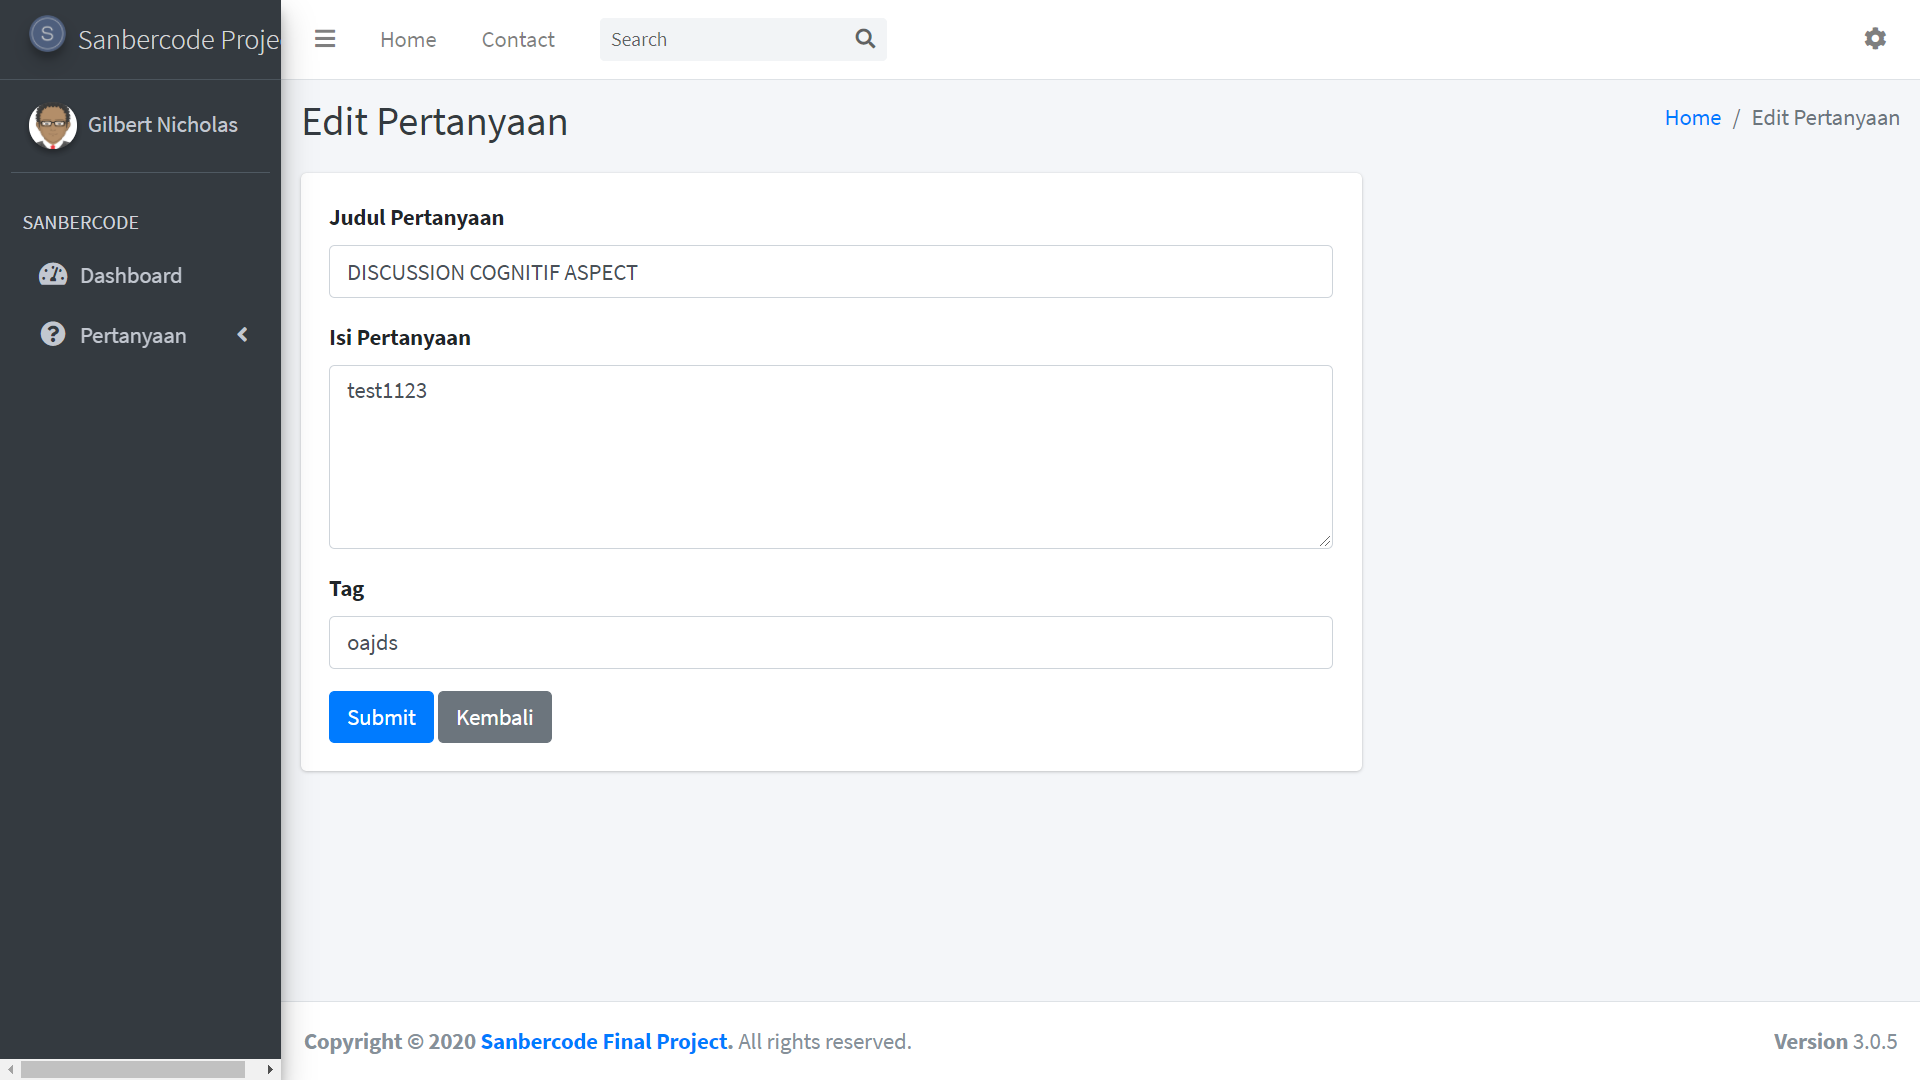 S
Sanbercode Proje
Home
Contact
Search
Gilbert Nicholas
SANBERCODE
Dashboard
Pertanyaan
Edit Pertanyaan
Home / Edit Pertanyaan
Judul Pertanyaan
DISCUSSION COGNITIF ASPECT
Isi Pertanyaan
test1123
Tag
oajds
Submit
Kembali
Copyright © 2020 Sanbercode Final Project. All rights reserved.
Version 3.0.5